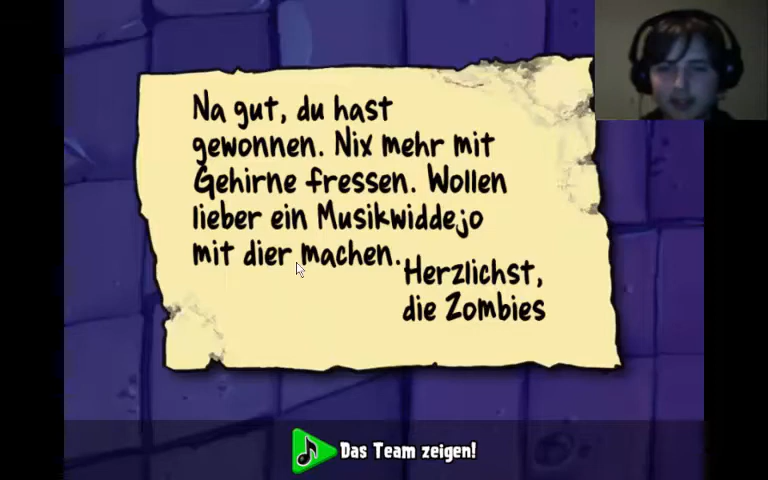 Na gut, du hast
gewonnen. Nix mehr mit
Gehirne fressen. Wollen
lieber ein Musikwiddejo
mit dier machen.
Herzlichst,
die Zombies
Das Team zeigen!